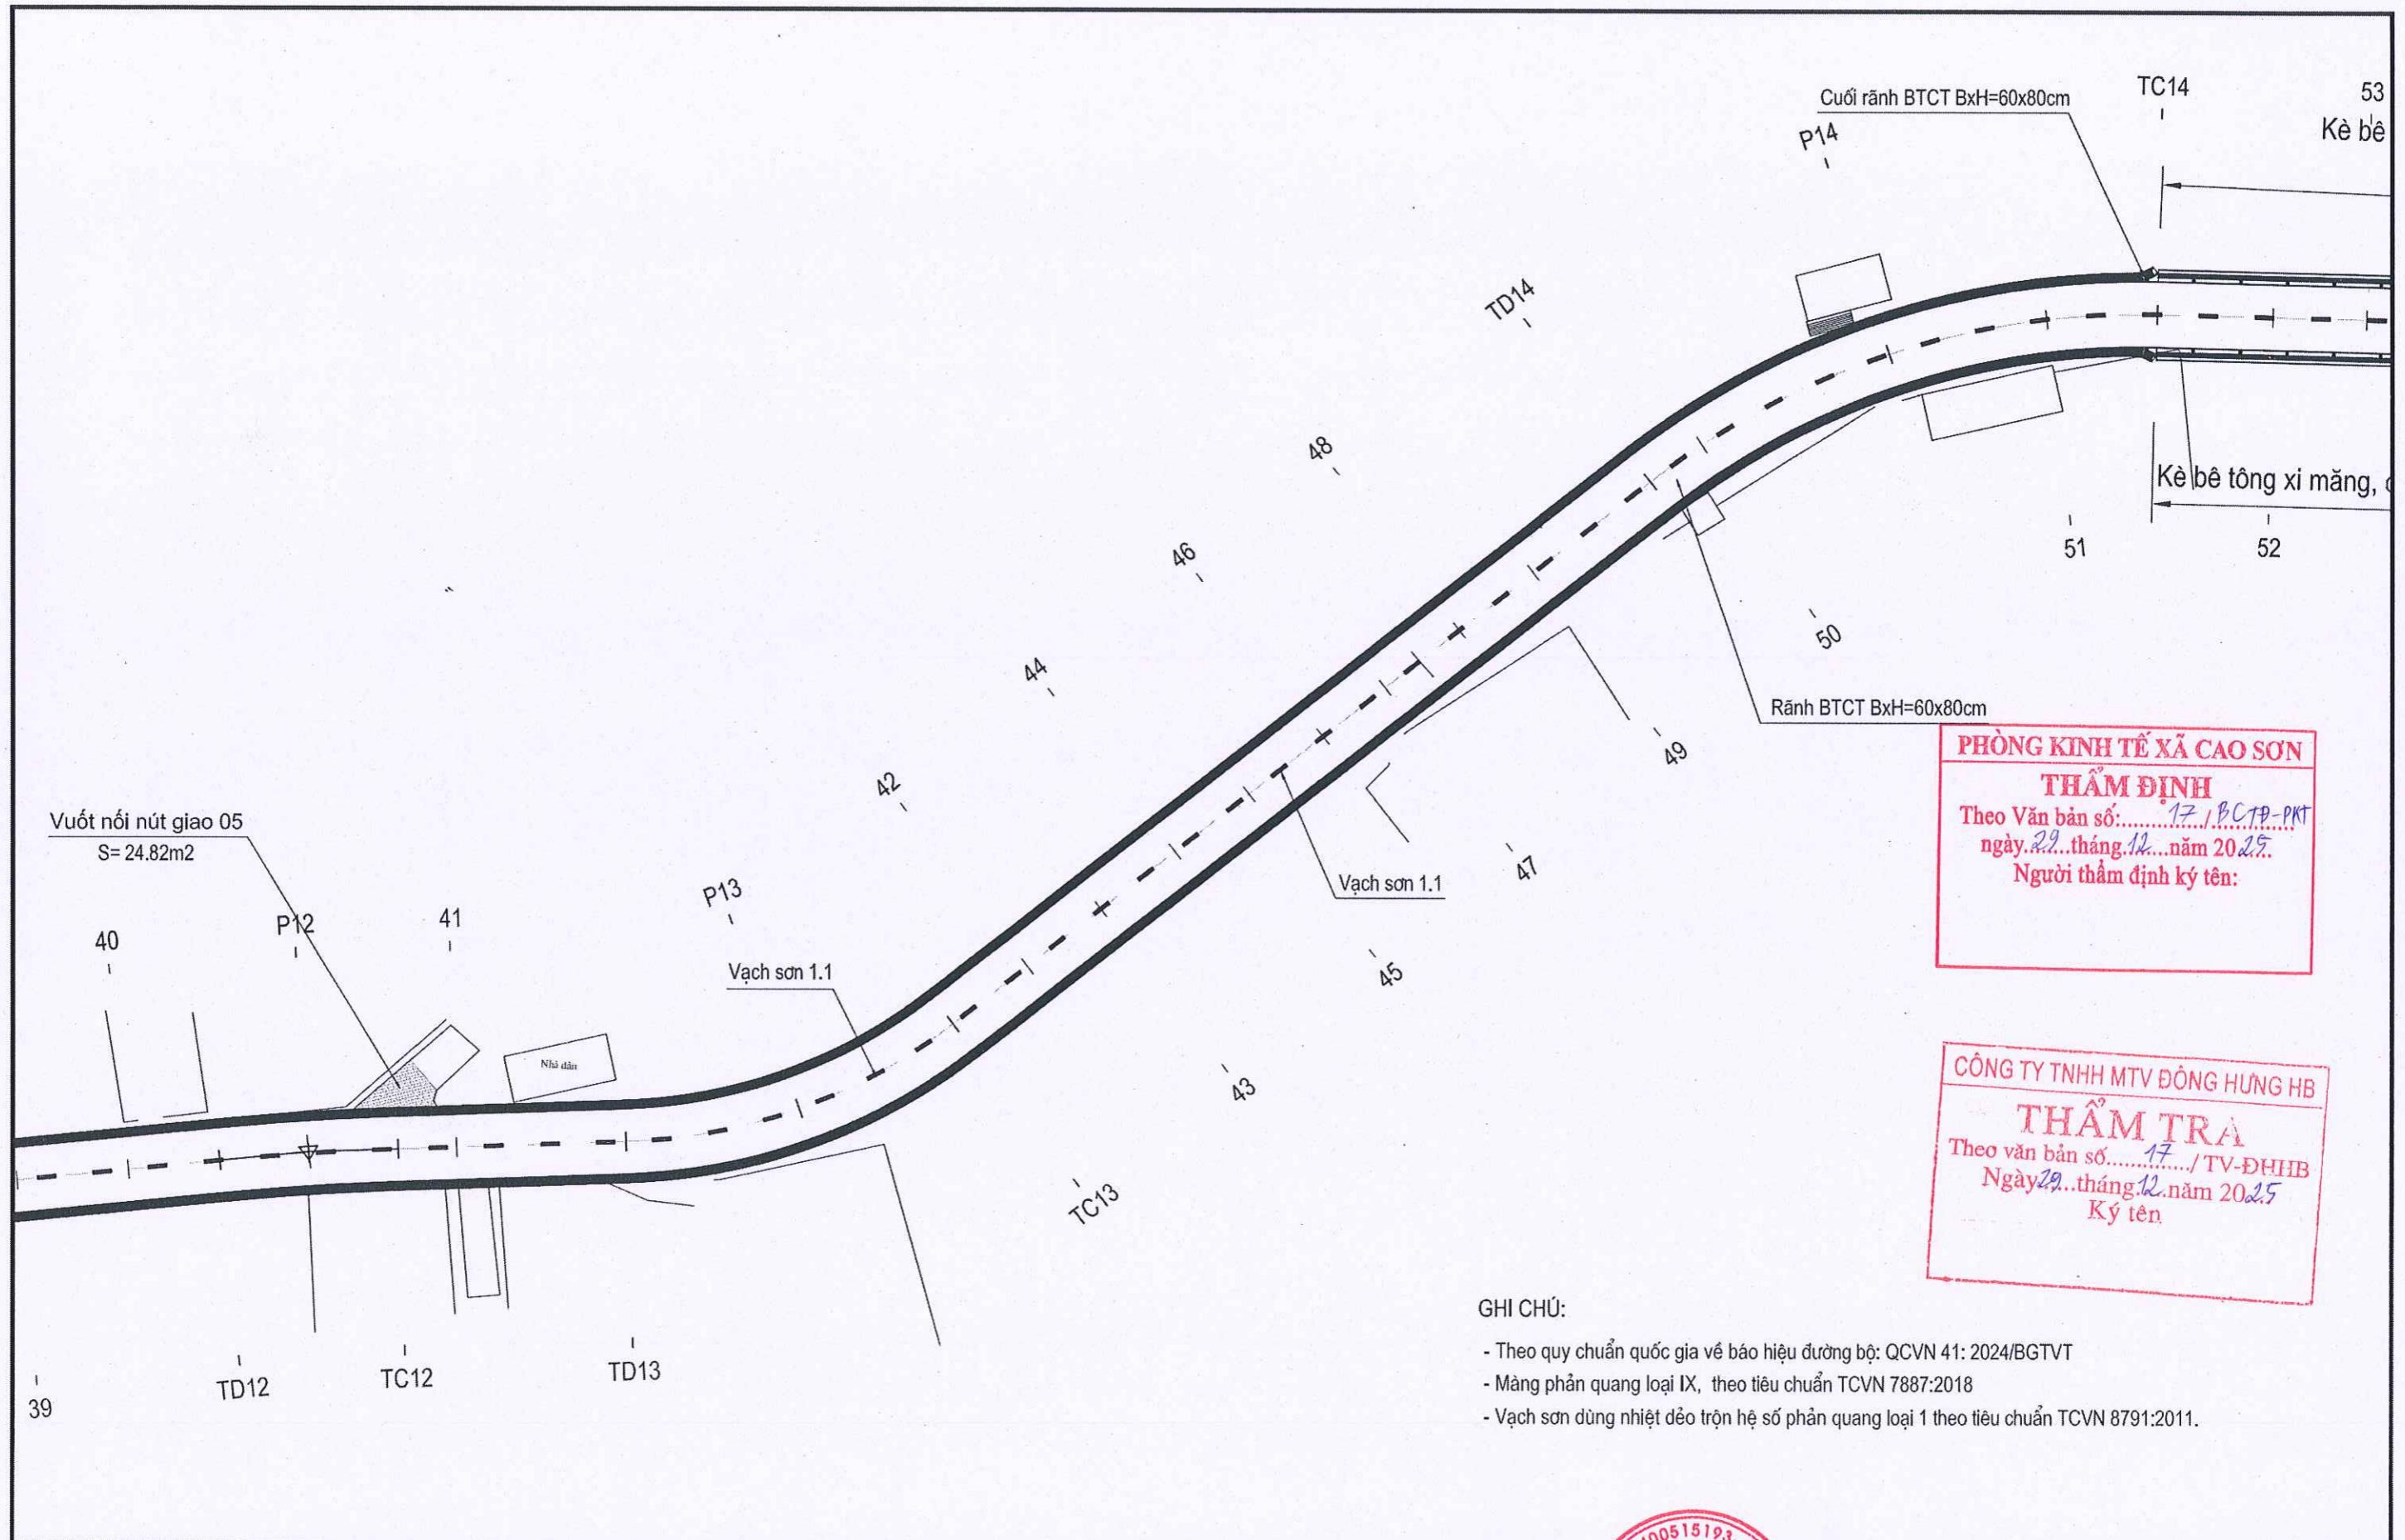 Cuối rãnh BTCT BxH=60x80cm
TC14
53
Kè bê
P14
TD14
48
Kè bê tông xi măng,
46
51
52
50
44
Rãnh BTCT BxH=60x80cm
49
PHÒNG KINH TẾ XÃ CAO SƠN
THẨM ĐỊNH
Theo Văn bản số:.........17../.BCTĐ-PKT
ngày.29..tháng.12...năm 2025.
Người thẩm định ký tên:
42
Vuốt nối nút giao 05
S= 24.82m2
47
Vạch sơn 1.1
P13
P12
41
40
Vạch sơn 1.1
45
Nhà dân
43
CÔNG TY TNHH MTV ĐÔNG HƯNG HB
THẨM TRA
Theo văn bản số......17..../ TV-ĐHHB
Ngày29..tháng.12.năm 2025
Ký tên
TC13
TD12
TC12
TD13
39
GHI CHÚ:
- Theo quy chuẩn quốc gia về báo hiệu đường bộ: QCVN 41: 2024/BGTVT
- Màng phản quang loại IX, theo tiêu chuẩn TCVN 7887:2018
- Vạch sơn dùng nhiệt dẻo trộn hệ số phản quang loại 1 theo tiêu chuẩn TCVN 8791:2011.
00515193